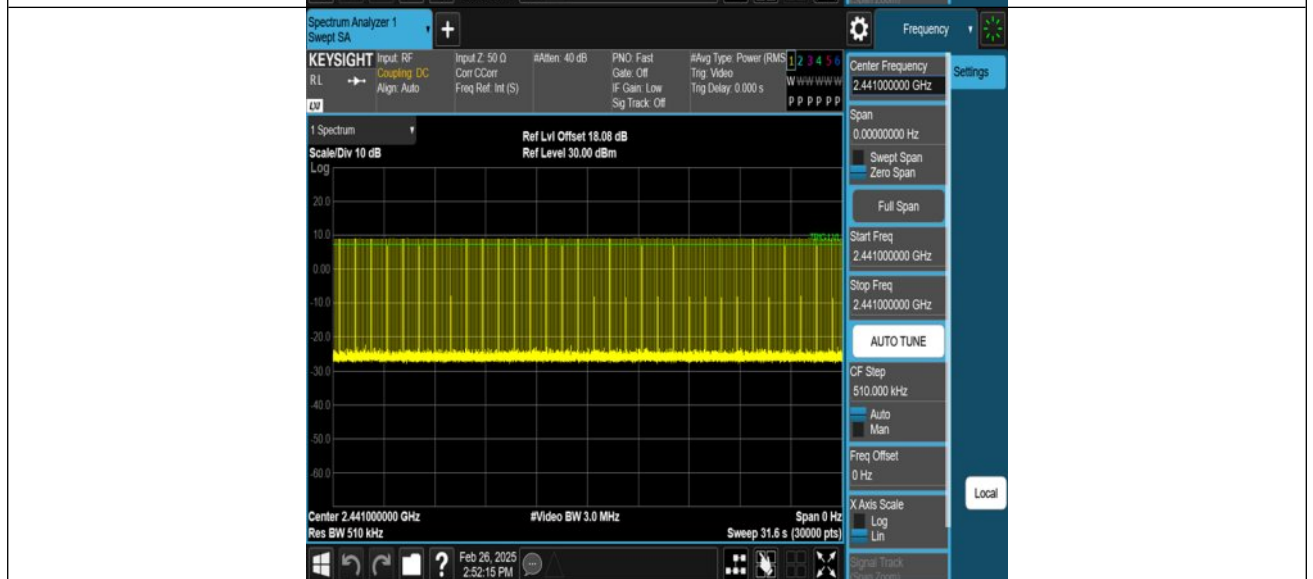 Spectrum Analyzer 1
Swept SA
Frequency
KEYSIGHT
RL
LXI
Input: RF
Coupling: DC
Align: Auto
Input Z: 50 Ω
Corr CCorr
Freq Ref: Int (S)
#Atten: 40 dB
PNO: Fast
Gate: Off
IF Gain: Low
Sig Track: Off
#Avg Type: Power (RMS
Trig: Video
Trig Delay: 0.000 s
1 2 3 4 5 6
W W W W W W
P P P P P P
Center Frequency
2.441000000 GHz
Settings
Span
0.00000000 Hz
Swept Span
Zero Span
Full Span
Start Freq
2.441000000 GHz
Stop Freq
2.441000000 GHz
AUTO TUNE
CF Step
510.000 kHz
Auto
Man
Freq Offset
0 Hz
X Axis Scale
Log
Lin
Signal Track
(Span Zoom)
Local
1 Spectrum
Scale/Div 10 dB
Log
Ref Lvl Offset 18.08 dB
Ref Level 30.00 dBm
20.0
10.0
0.00
-10.0
-20.0
-30.0
-40.0
-50.0
-60.0
Center 2.441000000 GHz
Res BW 510 kHz
#Video BW 3.0 MHz
Span 0 Hz
Sweep 31.6 s (30000 pts)
?
Feb 26, 2025
2:52:15 PM